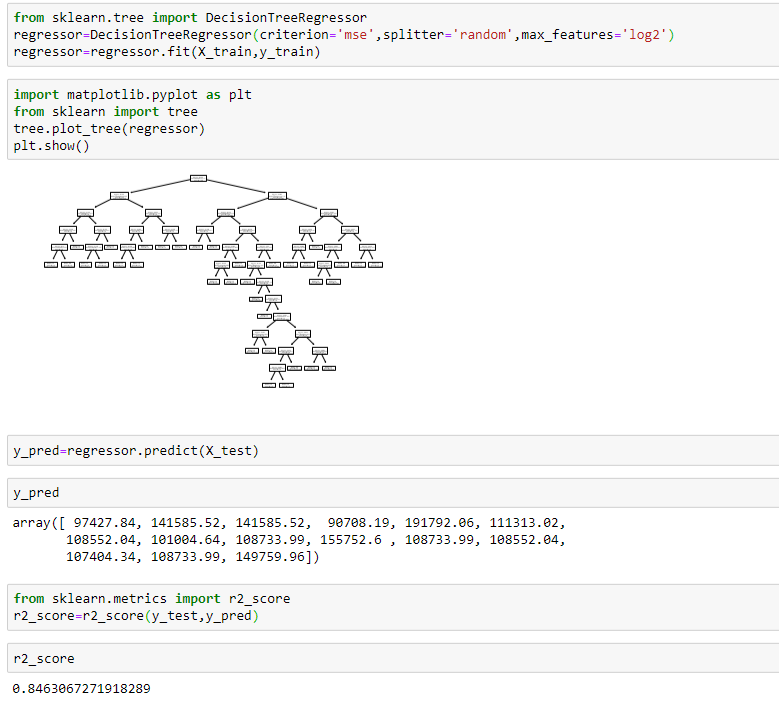 from sklearn.tree import DecisionTreeRegressor
regressor=DecisionTreeRegressor(criterion='mse',splitter='random',max_features='log2')
regressor=regressor.fit(X_train,y_train)
import matplotlib.pyplot as plt
from sklearn import tree
tree.plot_tree(regressor)
plt.show()
y_pred=regressor.predict(X_test)
y_pred
array([ 97427.84, 141585.52, 141585.52,  90708.19, 191792.06, 111313.02,
       108552.04, 101004.64, 108733.99, 155752.6 , 108733.99, 108552.04,
       107404.34, 108733.99, 149759.96])
from sklearn.metrics import r2_score
r2_score=r2_score(y_test,y_pred)
r2_score
0.8463067271918289